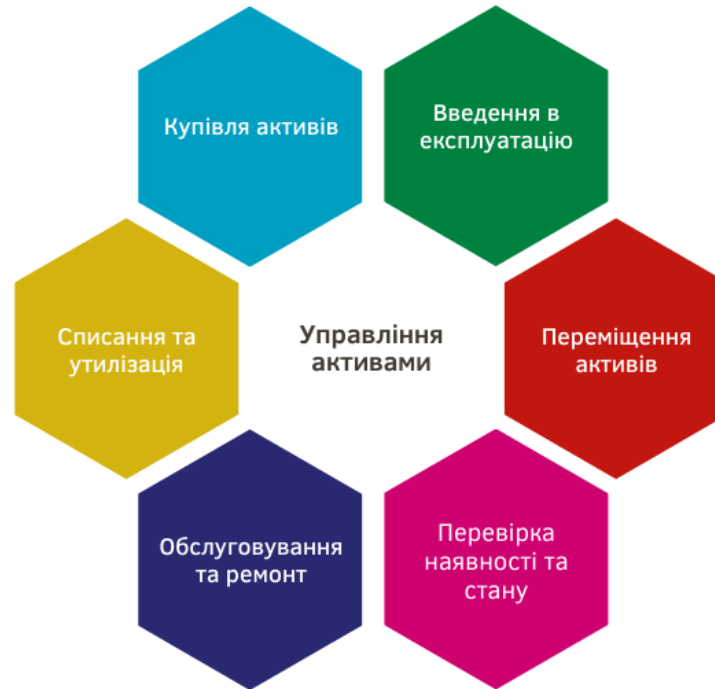 Купівля активів
Введення в
експлуатацію
Списання та
утилізація
Управління
активами
Переміщення
активів
Обслуговування
та ремонт
Перевірка
наявності та
стану